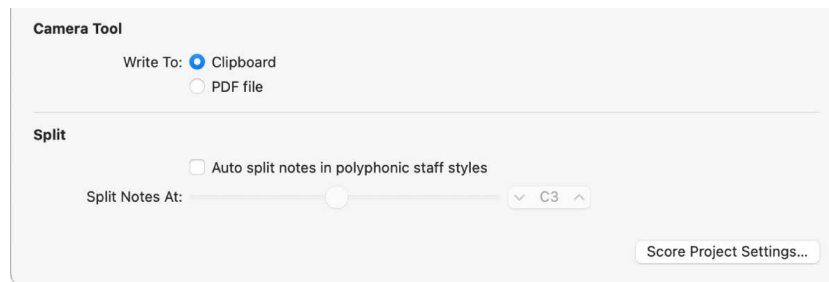 Camera Tool
Write To: Clipboard
PDF file
Split
Auto split notes in polyphonic staff styles
Split Notes At: C3
Score Project Settings...